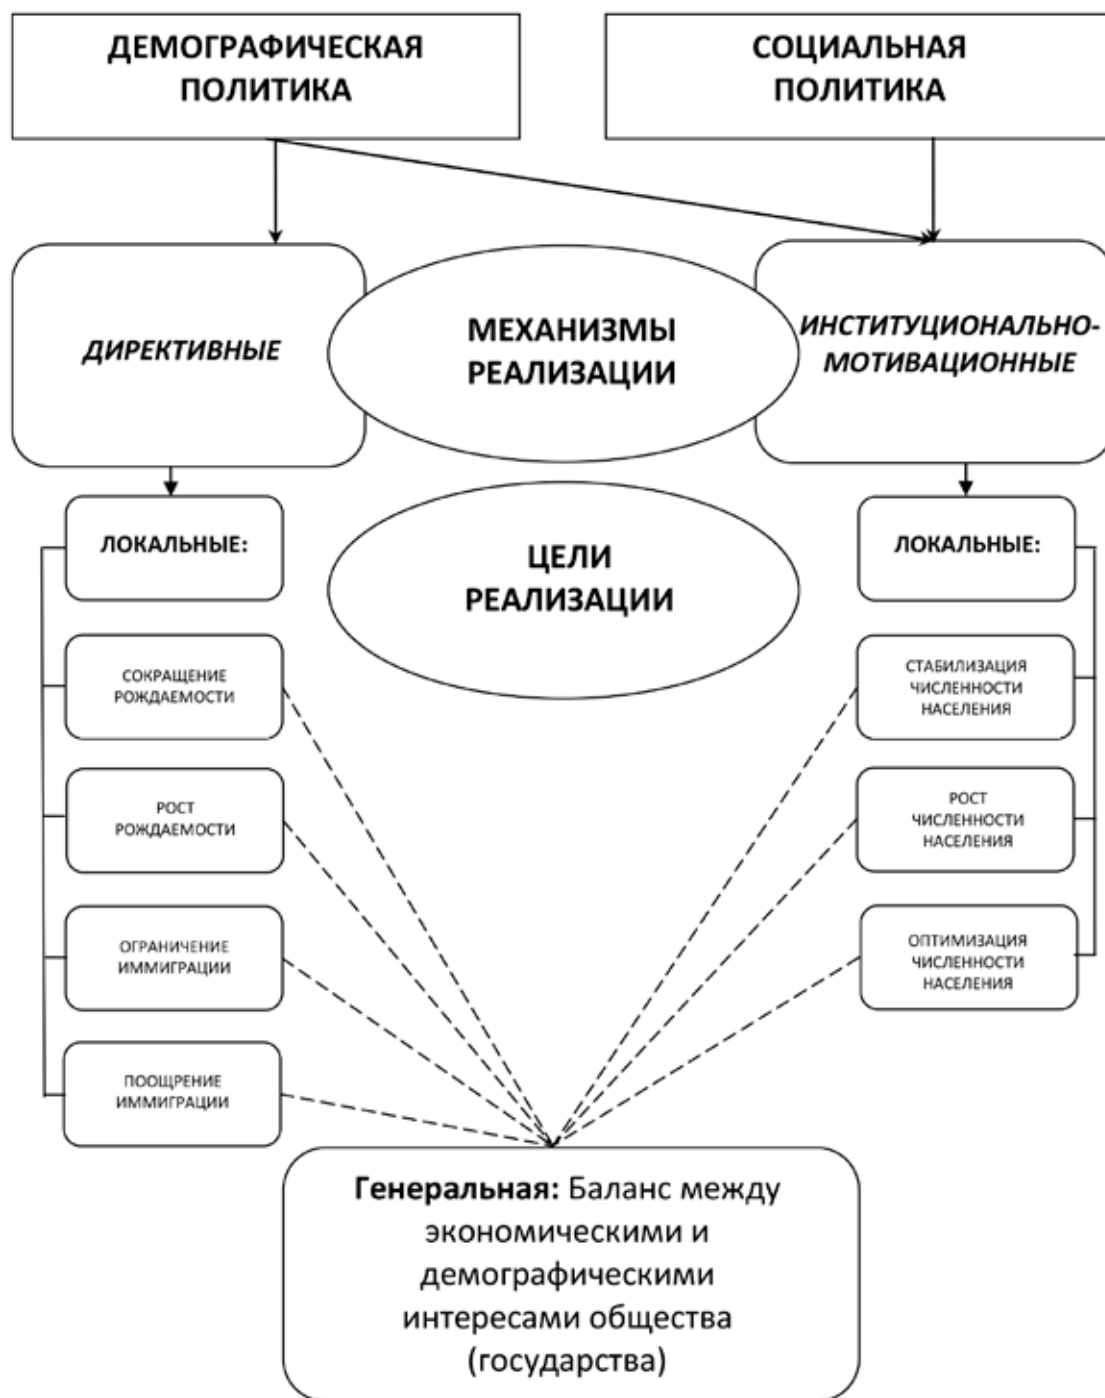 ДЕМОГРАФИЧЕСКАЯ
ПОЛИТИКА
СОЦИАЛЬНАЯ
ПОЛИТИКА
ДИРЕКТИВНЫЕ
МЕХАНИЗМЫ
РЕАЛИЗАЦИИ
ИНСТИТУЦИОНАЛЬНО-
МОТИВАЦИОННЫЕ
ЛОКАЛЬНЫЕ:
ЦЕЛИ
РЕАЛИЗАЦИИ
ЛОКАЛЬНЫЕ:
СОКРАЩЕНИЕ
РОЖДАЕМОСТИ
СТАБИЛИЗАЦИЯ
ЧИСЛЕННОСТИ
НАСЕЛЕНИЯ
РОСТ
РОЖДАЕМОСТИ
РОСТ
ЧИСЛЕННОСТИ
НАСЕЛЕНИЯ
ОГРАНИЧЕНИЕ
ИММИГРАЦИИ
ОПТИМИЗАЦИЯ
ЧИСЛЕННОСТИ
НАСЕЛЕНИЯ
ПООЩРЕНИЕ
ИММИГРАЦИИ
Генеральная: Баланс между
экономическими и
демографическими
интересами общества
(государства)